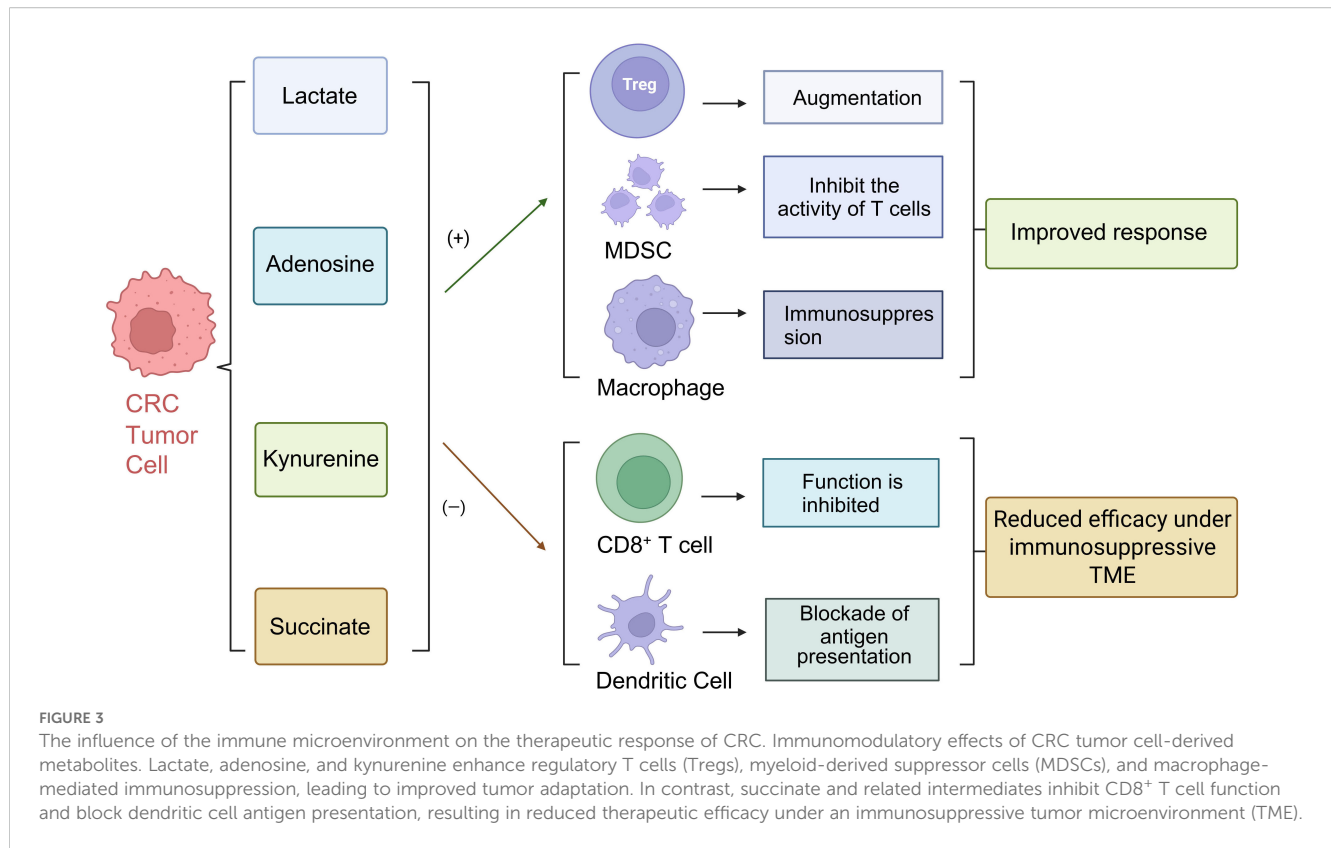 Lactate
Adenosine
Kynurenine
Succinate
CRC
Tumor
Cell
(+)
(−)
Treg
Augmentation
MDSC
Inhibit the
activity of T cells
Macrophage
Immunosuppres
sion
Improved response
CD8⁺ T cell
Function is
inhibited
Dendritic Cell
Blockade of
antigen
presentation
Reduced efficacy under
immunosuppressive
TME
FIGURE 3
The influence of the immune microenvironment on the therapeutic response of CRC. Immunomodulatory effects of CRC tumor cell-derived
metabolites. Lactate, adenosine, and kynurenine enhance regulatory T cells (Tregs), myeloid-derived suppressor cells (MDSCs), and macrophage-
mediated immunosuppression, leading to improved tumor adaptation. In contrast, succinate and related intermediates inhibit CD8⁺ T cell function
and block dendritic cell antigen presentation, resulting in reduced therapeutic efficacy under an immunosuppressive tumor microenvironment (TME).